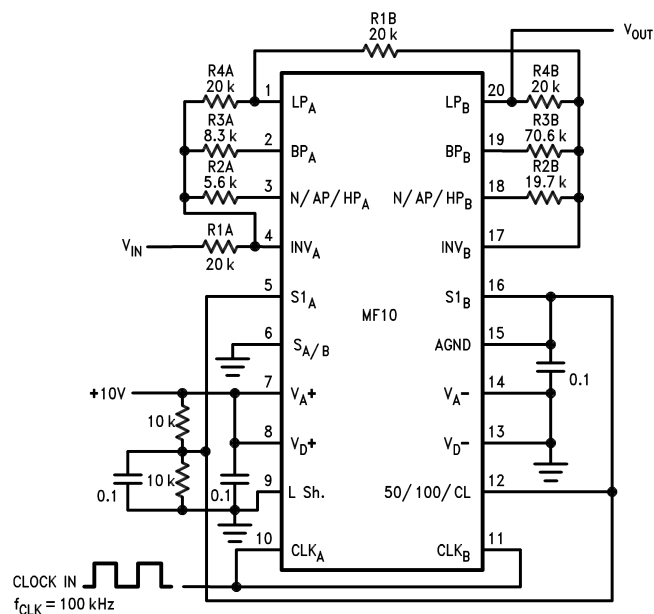 R1B
20 k
V_OUT
R4A
20 k
1
LP_A
20
LP_B
R4B
20 k
R3A
8.3 k
2
BP_A
19
BP_B
R3B
70.6 k
R2A
5.6 k
3
N/AP/HP_A
18
N/AP/HP_B
R2B
19.7 k
V_IN
R1A
20 k
4
INV_A
17
INV_B
5
S1_A
16
S1_B
MF10
6
S_A/B
15
AGND
0.1
+10V
7
V_A+
14
V_A−
10 k
8
V_D+
13
V_D−
0.1
10 k
0.1
9
L Sh.
12
50/100/CL
10
CLK_A
11
CLK_B
CLOCK IN
f_CLK = 100 kHz